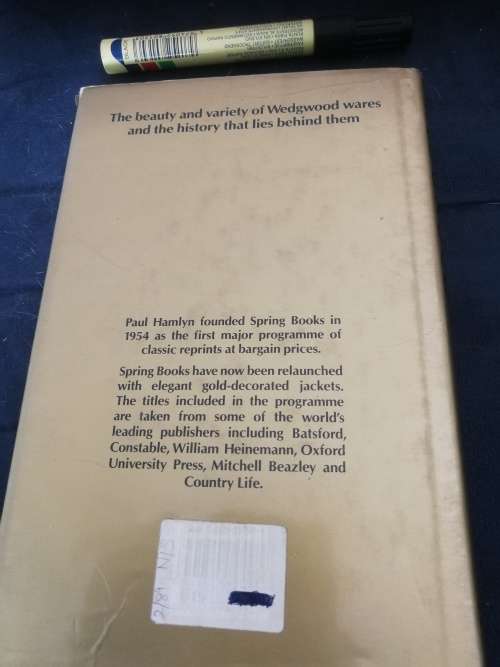 The beauty and variety of Wedgwood wares
and the history that lies behind them
Paul Hamlyn founded Spring Books in
1954 as the first major programme of
classic reprints at bargain prices.
Spring Books have now been relaunched
with elegant gold-decorated jackets.
The titles included in the programme
are taken from some of the world's
leading publishers including Batsford,
Constable, William Heinemann, Oxford
University Press, Mitchell Beazley and
Country Life.